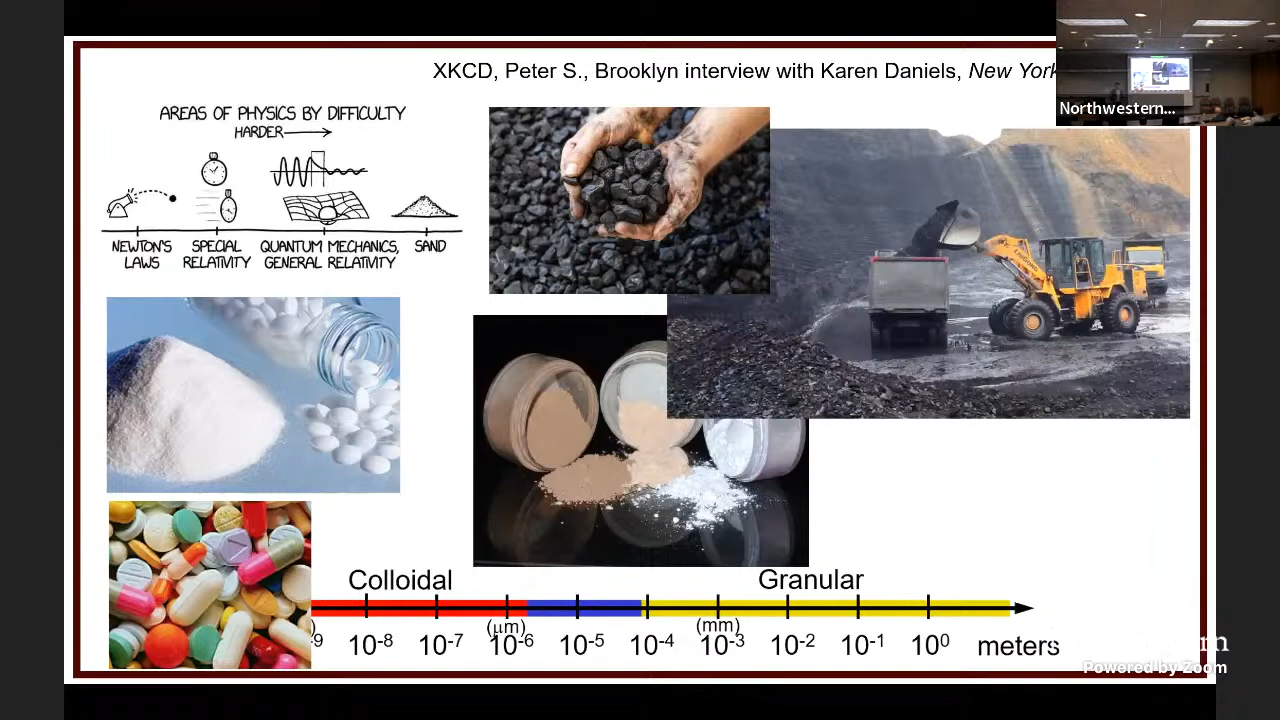 XKCD, Peter S., Brooklyn interview with Karen Daniels, New York
Northwestern...
AREAS OF PHYSICS BY DIFFICULTY
HARDER
NEWTON'S LAWS
SPECIAL RELATIVITY
QUANTUM MECHANICS, GENERAL RELATIVITY
SAND
Colloidal
Granular
(μm)
(mm)
-9 10-8 10-7 10-6 10-5 10-4 10-3 10-2 10-1 100 meters
Powered by Zoom